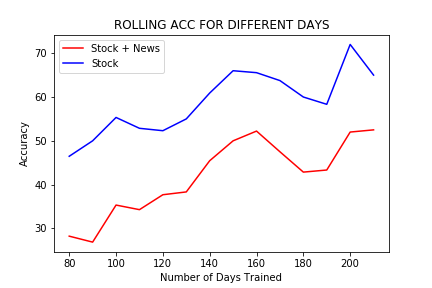 ROLLING ACC FOR DIFFERENT DAYS
Stock + News
Stock
70
60
50
40
30
Accuracy
80
100
120
140
160
180
200
Number of Days Trained